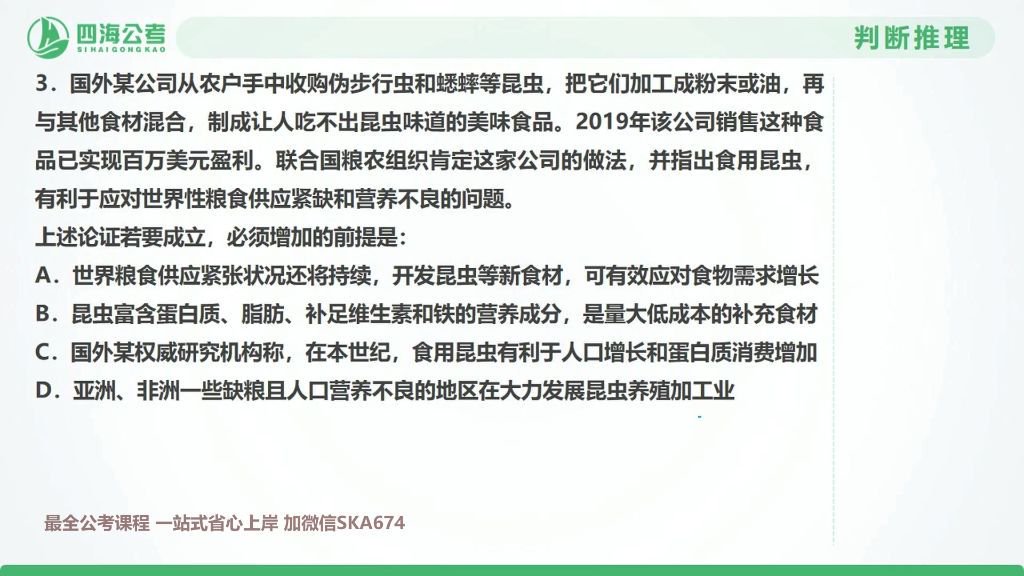 四海公考
SIHAIGONGKAO
判断推理
3. 国外某公司从农户手中收购伪步行虫和蟋蟀等昆虫，把它们加工成粉末或油，再
与其他食材混合，制成让人吃不出昆虫味道的美味食品。2019年该公司销售这种食
品已实现百万美元盈利。联合国粮农组织肯定这家公司的做法，并指出食用昆虫，
有利于应对世界性粮食供应紧缺和营养不良的问题。
上述论证若要成立，必须增加的前提是：
A. 世界粮食供应紧张状况还将持续，开发昆虫等新食材，可有效应对食物需求增长
B. 昆虫富含蛋白质、脂肪、补足维生素和铁的营养成分，是量大低成本的补充食材
C. 国外某权威研究机构称，在本世纪，食用昆虫有利于人口增长和蛋白质消费增加
D. 亚洲、非洲一些缺粮且人口营养不良的地区在大力发展昆虫养殖加工业
最全公考课程 一站式省心上岸 加微信SKA674